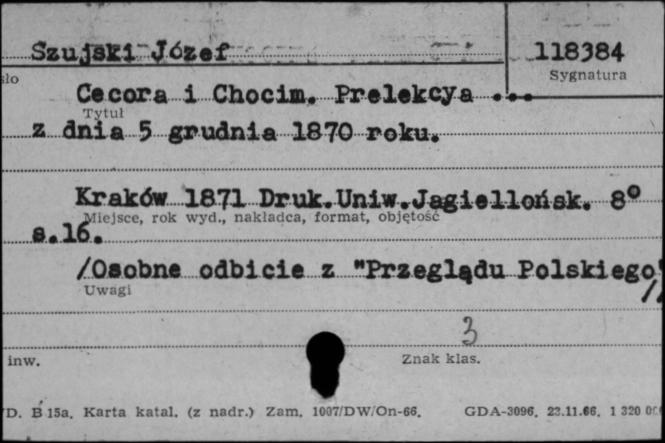 Szujski Józef
118384
sło
Sygnatura
Cecora i Chocim. Prelekcya ...
Tytuł
z dnia 5 grudnia 1870 roku.
Kraków 1871 Druk.Uniw.Jagiellońsk. 8°
Miejsce, rok wyd., nakładca, format, objętość
s.16.
/Osobne odbicie z "Przeglądu Polskiego"
Uwagi
/
3
inw.
Znak klas.
D. B 15a. Karta katal. (z nadr.) Zam. 1007/DW/On-66. GDA-3096. 22.11.66. 1 320